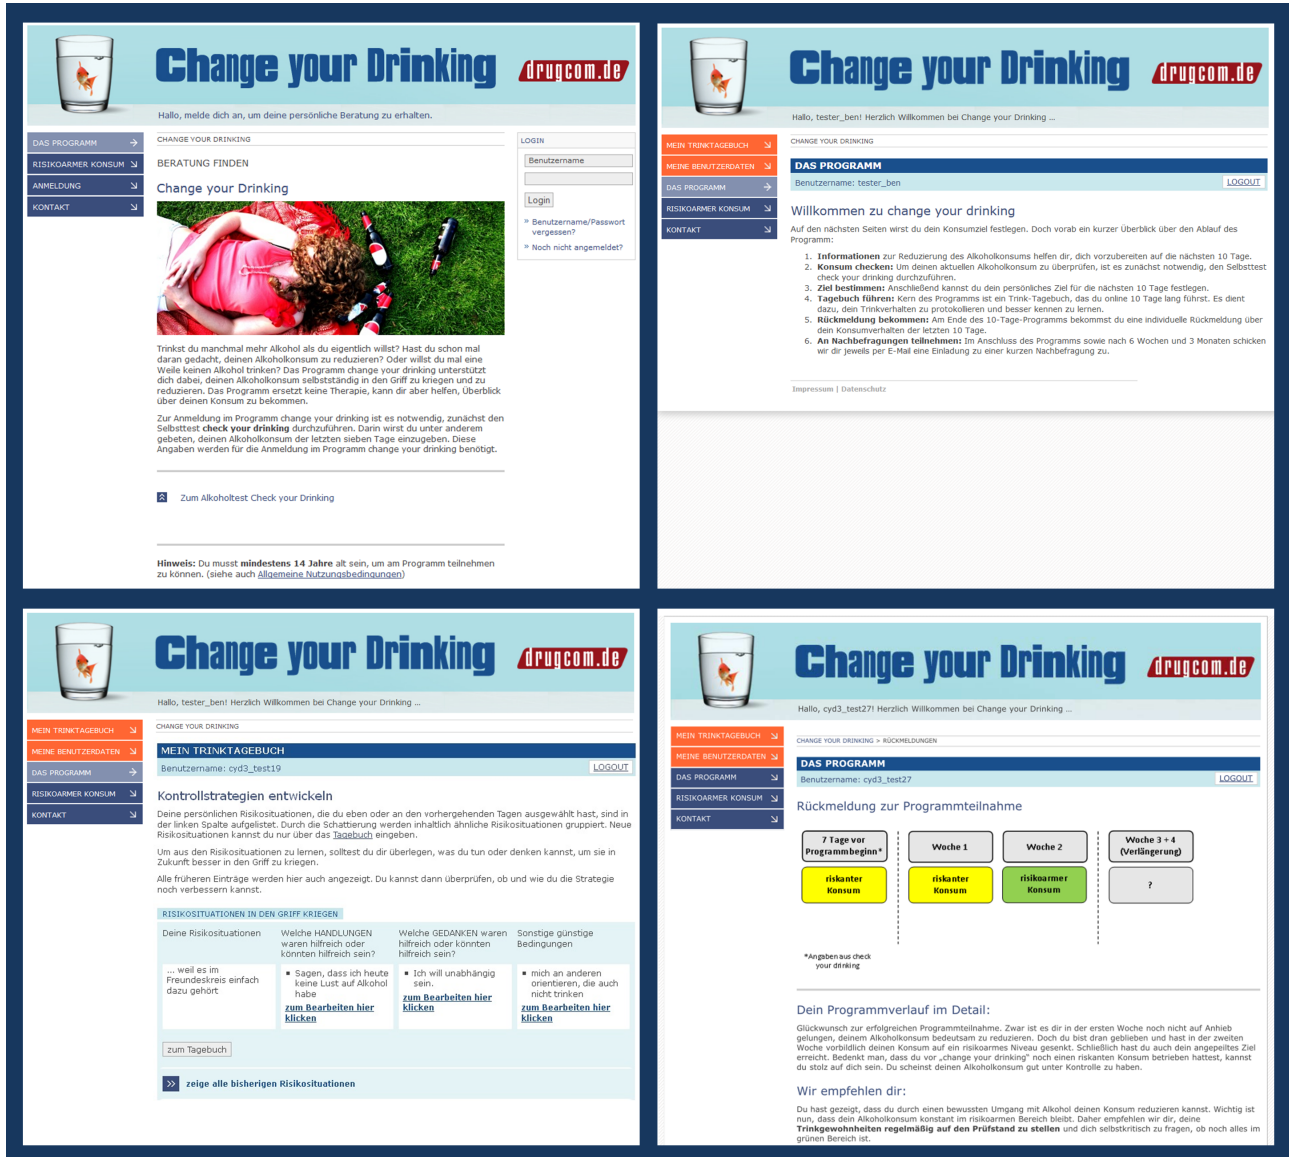 Change your Drinking
drugcom.de
Hallo, melde dich an, um deine persönliche Beratung zu erhalten.
DAS PROGRAMM
RISIKOARMER KONSUM
ANMELDUNG
KONTAKT
CHANGE YOUR DRINKING
BERATUNG FINDEN
Change your Drinking
Trinkst du manchmal mehr Alkohol als du eigentlich willst? Hast du schon mal
daran gedacht, deinen Alkoholkonsum zu reduzieren? Oder willst du mal eine
Weile keinen Alkohol trinken? Das Programm change your drinking unterstützt
dich dabei, deinen Alkoholkonsum selbstständig in den Griff zu kriegen und zu
reduzieren. Das Programm ersetzt keine Therapie, kann dir aber helfen, Überblick
über deinen Konsum zu bekommen.
Zur Anmeldung im Programm change your drinking ist es notwendig, zunächst den
Selbsttest check your drinking durchzuführen. Darin wirst du unter anderem
gebeten, deinen Alkoholkonsum der letzten sieben Tage einzugeben. Diese
Angaben werden für die Anmeldung im Programm change your drinking benötigt.
Zum Alkoholtest Check your Drinking
Hinweis: Du musst mindestens 14 Jahre alt sein, um am Programm teilnehmen
zu können. (siehe auch Allgemeine Nutzungsbedingungen)
LOGIN
Benutzername
Login
» Benutzername/Passwort
vergessen?
» Noch nicht angemeldet?
Change your Drinking
drugcom.de
Hallo, tester_ben! Herzlich Willkommen bei Change your Drinking ...
MEIN TRINKTAGEBUCH
MEINE BENUTZERDATEN
DAS PROGRAMM
RISIKOARMER KONSUM
KONTAKT
CHANGE YOUR DRINKING
DAS PROGRAMM
Benutzername: tester_ben LOGOUT
Willkommen zu change your drinking
Auf den nächsten Seiten wirst du dein Konsumziel festlegen. Doch vorab ein kurzer Überblick über den Ablauf des
Programm:
1. Informationen zur Reduzierung des Alkoholkonsums helfen dir, dich vorzubereiten auf die nächsten 10 Tage.
2. Konsum checken: Um deinen aktuellen Alkoholkonsum zu überprüfen, ist es zunächst notwendig, den Selbsttest
check your drinking durchzuführen.
3. Ziel bestimmen: Anschließend kannst du dein persönliches Ziel für die nächsten 10 Tage festlegen.
4. Tagebuch führen: Kern des Programms ist ein Trink-Tagebuch, das du online 10 Tage lang führst. Es dient
dazu, dein Trinkverhalten zu protokollieren und besser kennen zu lernen.
5. Rückmeldung bekommen: Am Ende des 10-Tage-Programms bekommst du eine individuelle Rückmeldung über
dein Konsumverhalten der letzten 10 Tage.
6. An Nachbefragungen teilnehmen: Im Anschluss des Programms sowie nach 6 Wochen und 3 Monaten schicken
wir dir jeweils per E-Mail eine Einladung zu einer kurzen Nachbefragung zu.
Impressum | Datenschutz
Change your Drinking
drugcom.de
Hallo, tester_ben! Herzlich Willkommen bei Change your Drinking ...
MEIN TRINKTAGEBUCH
MEINE BENUTZERDATEN
DAS PROGRAMM
RISIKOARMER KONSUM
KONTAKT
CHANGE YOUR DRINKING
MEIN TRINKTAGEBUCH
Benutzername: cyd3_test19 LOGOUT
Kontrollstrategien entwickeln
Deine persönlichen Risikosituationen, die du eben oder an den vorhergehenden Tagen ausgewählt hast, sind in
der linken Spalte aufgelistet. Durch die Schattierung werden inhaltlich ähnliche Risikosituationen gruppiert. Neue
Risikosituationen kannst du nur über das Tagebuch eingeben.
Um aus den Risikosituationen zu lernen, solltest du dir überlegen, was du tun oder denken kannst, um sie in
Zukunft besser in den Griff zu kriegen.
Alle früheren Einträge werden hier auch angezeigt. Du kannst dann überprüfen, ob und wie du die Strategie
noch verbessern kannst.
RISIKOSITUATIONEN IN DEN GRIFF KRIEGEN
Deine Risikosituationen
Welche HANDLUNGEN
waren hilfreich oder
könnten hilfreich sein?
Welche GEDANKEN waren
hilfreich oder könnten
hilfreich sein?
Sonstige günstige
Bedingungen
... weil es im
Freundeskreis einfach
dazu gehört
▪ Sagen, dass ich heute
keine Lust auf Alkohol
habe
zum Bearbeiten hier
klicken
▪ Ich will unabhängig
sein.
zum Bearbeiten hier
klicken
▪ mich an anderen
orientieren, die auch
nicht trinken
zum Bearbeiten hier
klicken
zum Tagebuch
zeige alle bisherigen Risikosituationen
Change your Drinking
drugcom.de
Hallo, cyd3_test27! Herzlich Willkommen bei Change your Drinking ...
MEIN TRINKTAGEBUCH
MEINE BENUTZERDATEN
DAS PROGRAMM
RISIKOARMER KONSUM
KONTAKT
CHANGE YOUR DRINKING > RÜCKMELDUNGEN
DAS PROGRAMM
Benutzername: cyd3_test27 LOGOUT
Rückmeldung zur Programmteilnahme
7 Tage vor
Programmbeginn*
Woche 1
Woche 2
Woche 3 + 4
(Verlängerung)
riskanter
Konsum
riskanter
Konsum
risikoarmer
Konsum
?
*Angaben aus check
your drinking
Dein Programmverlauf im Detail:
Glückwunsch zur erfolgreichen Programmteilnahme. Zwar ist es dir in der ersten Woche noch nicht auf Anhieb
gelungen, deinem Alkoholkonsum bedeutsam zu reduzieren. Doch du bist dran geblieben und hast in der zweiten
Woche vorbildlich deinen Konsum auf ein risikoarmes Niveau gesenkt. Schließlich hast du auch dein angepeiltes Ziel
erreicht. Bedenkt man, dass du vor „change your drinking" noch einen riskanten Konsum betrieben hattest, kannst
du stolz auf dich sein. Du scheinst deinen Alkoholkonsum gut unter Kontrolle zu haben.
Wir empfehlen dir:
Du hast gezeigt, dass du durch einen bewussten Umgang mit Alkohol deinen Konsum reduzieren kannst. Wichtig ist
nun, dass dein Alkoholkonsum konstant im risikoarmen Bereich bleibt. Daher empfehlen wir dir, deine
Trinkgewohnheiten regelmäßig auf den Prüfstand zu stellen und dich selbstkritisch zu fragen, ob noch alles im
grünen Bereich ist.